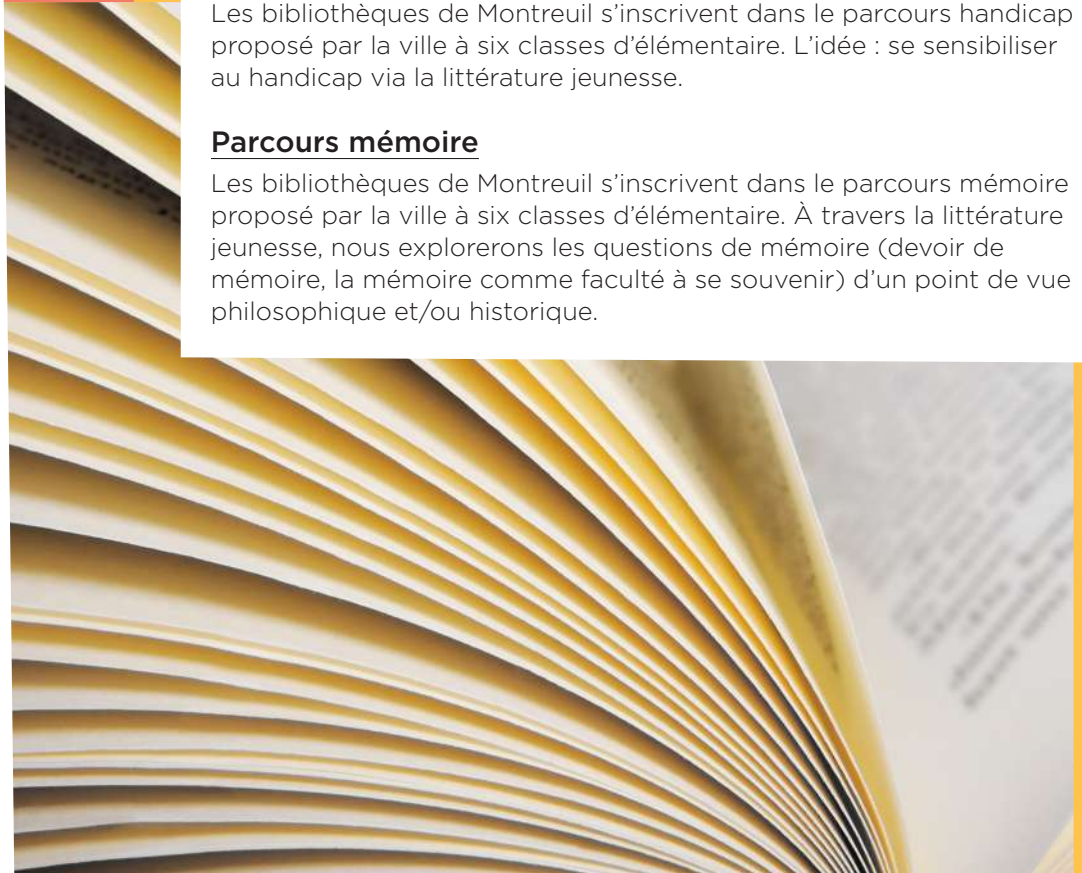 Les bibliothèques de Montreuil s’inscrivent dans le parcours handicap
proposé par la ville à six classes d’élémentaire. L’idée : se sensibiliser
au handicap via la littérature jeunesse.
Parcours mémoire
Les bibliothèques de Montreuil s’inscrivent dans le parcours mémoire
proposé par la ville à six classes d’élémentaire. À travers la littérature
jeunesse, nous explorerons les questions de mémoire (devoir de
mémoire, la mémoire comme faculté à se souvenir) d’un point de vue
philosophique et/ou historique.